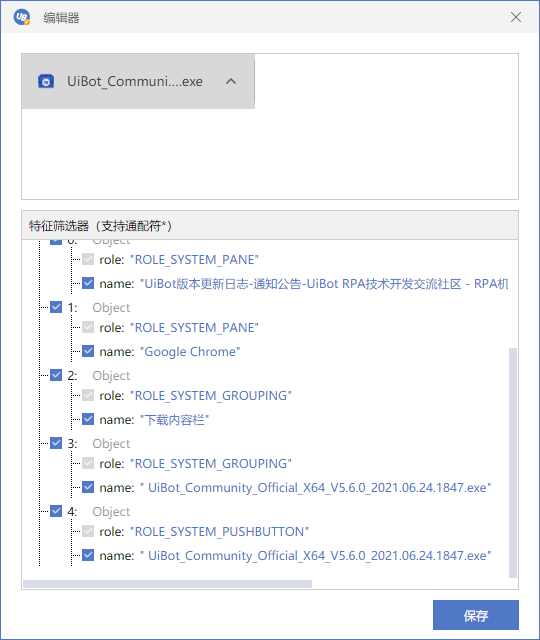 UB 编辑器
UiBot_Communi....exe
特征筛选器（支持通配符*）
0: Object
role: "ROLE_SYSTEM_PANE"
name: "UiBot版本更新日志-通知公告-UiBot RPA技术开发交流社区 - RPA机
1: Object
role: "ROLE_SYSTEM_PANE"
name: "Google Chrome"
2: Object
role: "ROLE_SYSTEM_GROUPING"
name: "下载内容栏"
3: Object
role: "ROLE_SYSTEM_GROUPING"
name: " UiBot_Community_Official_X64_V5.6.0_2021.06.24.1847.exe"
4: Object
role: "ROLE_SYSTEM_PUSHBUTTON"
name: " UiBot_Community_Official_X64_V5.6.0_2021.06.24.1847.exe"
保存